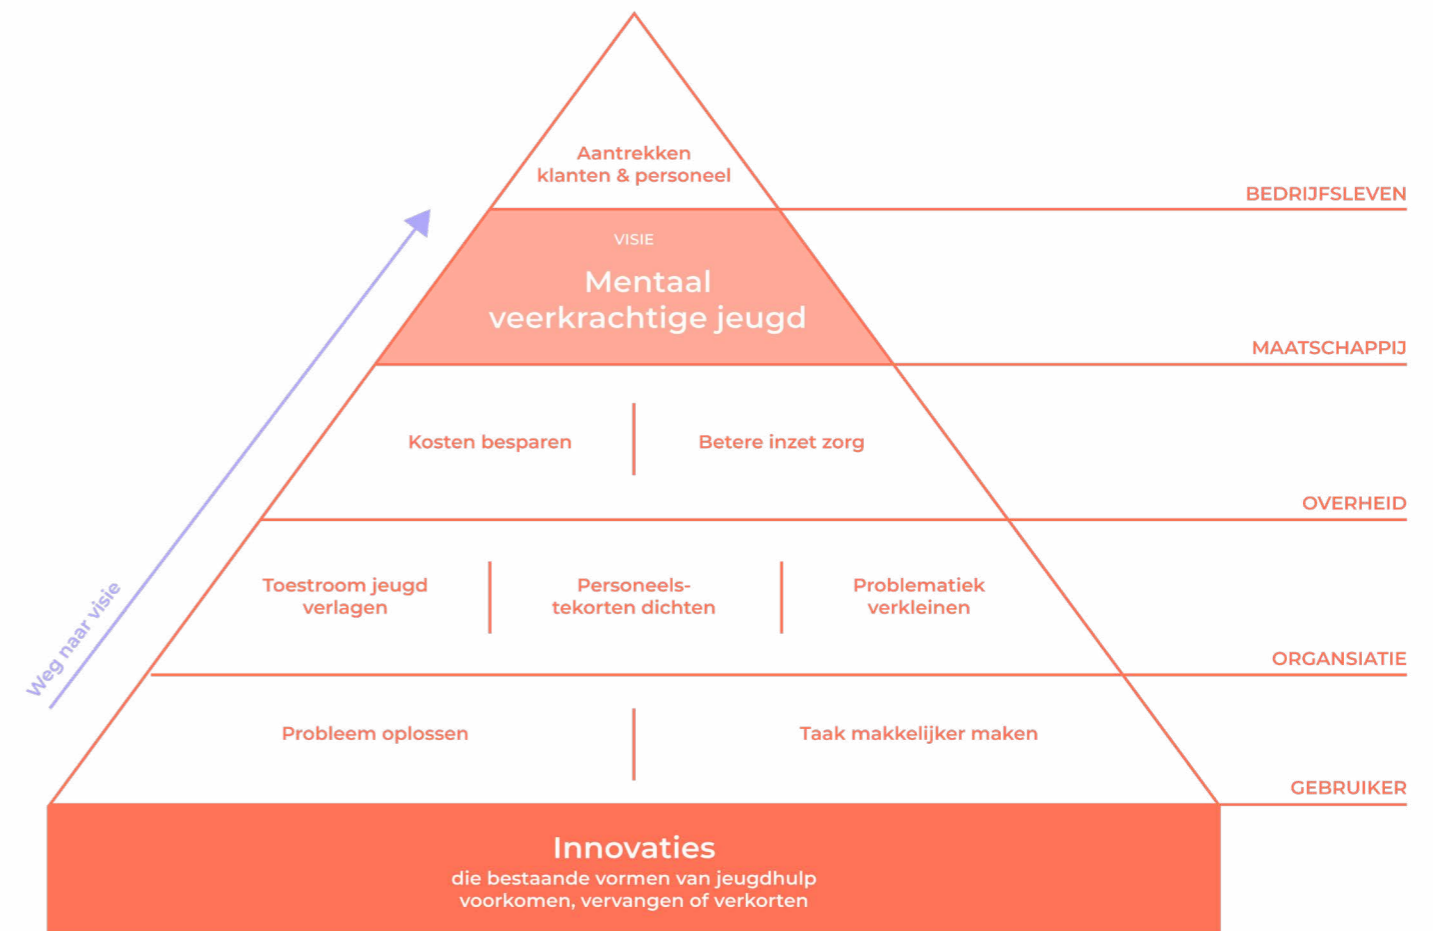 Aantrekken
klanten & personeel
BEDRIJFSLEVEN
VISIE
Mentaal
veerkrachtige jeugd
MAATSCHAPPIJ
Kosten besparen
Betere inzet zorg
OVERHEID
Toestroom jeugd
verlagen
Personeels-
tekorten dichten
Problematiek
verkleinen
ORGANSIATIE
Weg naar visie
Probleem oplossen
Taak makkelijker maken
GEBRUIKER
Innovaties
die bestaande vormen van jeugdhulp
voorkomen, vervangen of verkorten